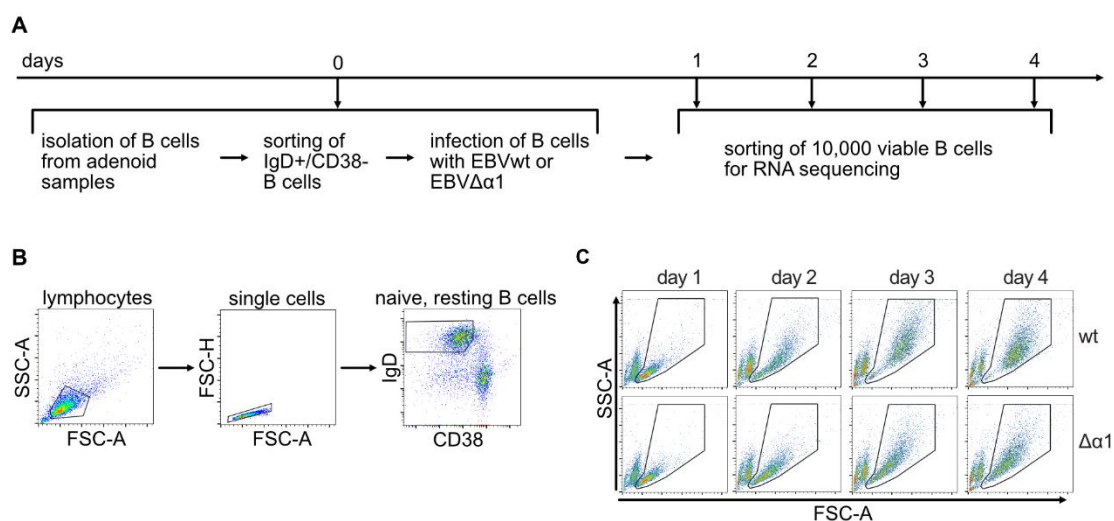 A
days
0
1
2
3
4
isolation of B cells
from adenoid
samples
sorting of
IgD+/CD38-
B cells
infection of B cells
with EBVwt or
EBVΔα1
sorting of 10,000 viable B cells
for RNA sequencing
B
lymphocytes
SSC-A
FSC-A
single cells
FSC-H
FSC-A
naive, resting B cells
IgD
CD38
C
day 1
day 2
day 3
day 4
wt
Δα1
SSC-A
FSC-A